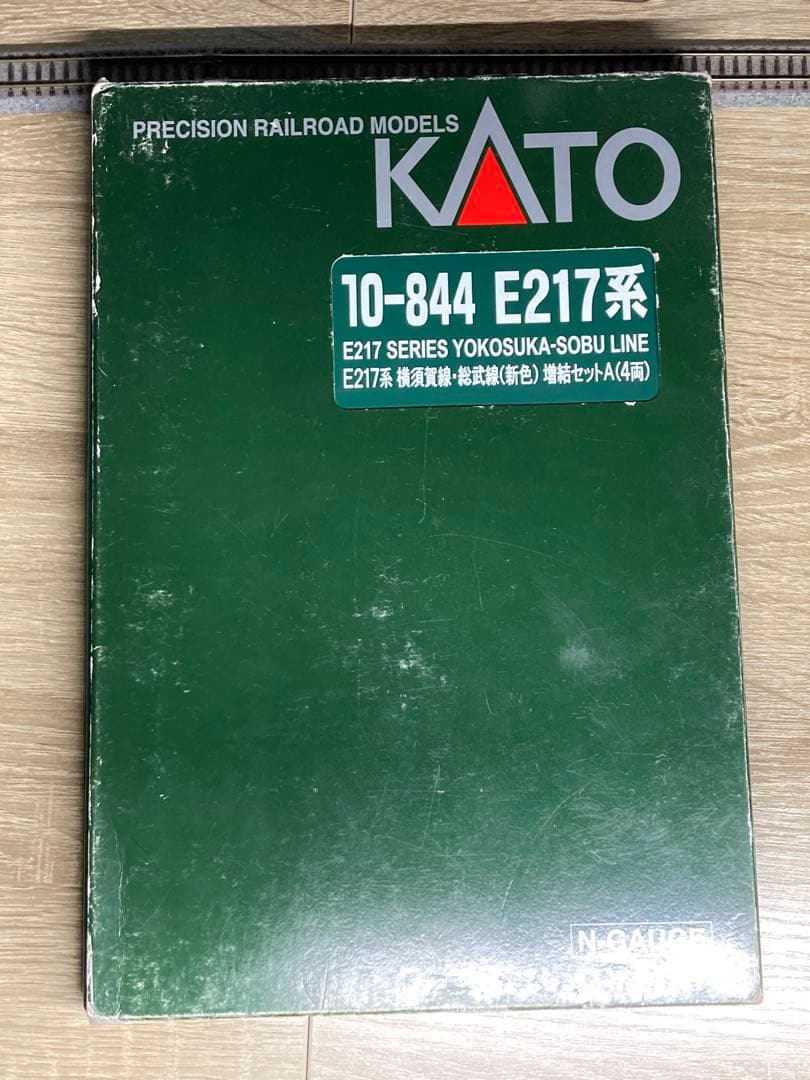 PRECISION RAILROAD MODELS
KATO
10-844 E217系
E217 SERIES YOKOSUKA-SOBU LINE
E217系 横須賀線・総武線(新色) 増結セットA(4両)
N-GAUGE